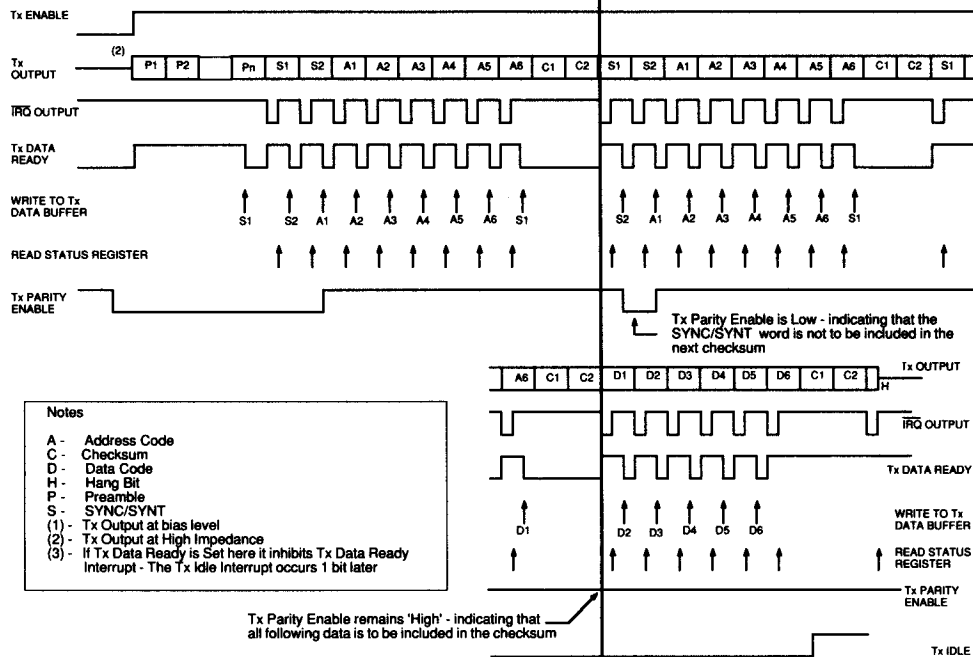 Tx ENABLE
(2)
Tx OUTPUT
P1 P2 Pn S1 S2 A1 A2 A3 A4 A5 A6 C1 C2 S1 S2 A1 A2 A3 A4 A5 A6 C1 C2 S1
IRQ OUTPUT
Tx DATA READY
WRITE TO Tx DATA BUFFER
S1 S2 A1 A2 A3 A4 A5 A6 S1 S2 A1 A2 A3 A4 A5 A6 S1
READ STATUS REGISTER
Tx PARITY ENABLE
Tx Parity Enable is Low - indicating that the
SYNC/SYNT word is not to be included in the
next checksum
A6 C1 C2 D1 D2 D3 D4 D5 D6 C1 C2 H
Tx OUTPUT
IRQ OUTPUT
Tx DATA READY
WRITE TO Tx
DATA BUFFER
D1 D2 D3 D4 D5 D6
READ STATUS
REGISTER
Tx PARITY
ENABLE
Tx IDLE
Notes
A - Address Code
C - Checksum
D - Data Code
H - Hang Bit
P - Preamble
S - SYNC/SYNT
(1) - Tx Output at bias level
(2) - Tx Output at High Impedance
(3) - If Tx Data Ready is Set here it inhibits Tx Data Ready
Interrupt - The Tx Idle Interrupt occurs 1 bit later
Tx Parity Enable remains 'High' - indicating that
all following data is to be included in the checksum